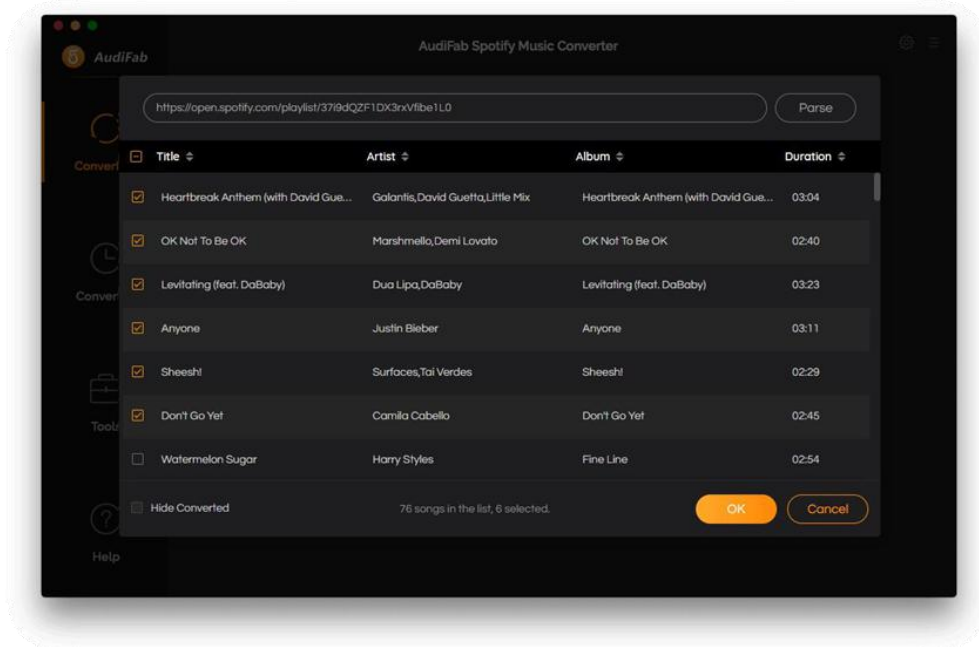 AudiFab
AudiFab Spotify Music Converter
https://open.spotify.com/playlist/37i9dQZF1DX3rxVfibe1L0 Parse
Title Artist Album Duration
Heartbreak Anthem (with David Gue... Galantis,David Guetta,Little Mix Heartbreak Anthem (with David Gue... 03:04
OK Not To Be OK Marshmello,Demi Lovato OK Not To Be OK 02:40
Levitating (feat. DaBaby) Dua Lipa,DaBaby Levitating (feat. DaBaby) 03:23
Anyone Justin Bieber Anyone 03:11
Sheesh! Surfaces,Tai Verdes Sheesh! 02:29
Don't Go Yet Camila Cabello Don't Go Yet 02:45
Watermelon Sugar Harry Styles Fine Line 02:54
Hide Converted 76 songs in the list, 6 selected. OK Cancel
Tools
Help